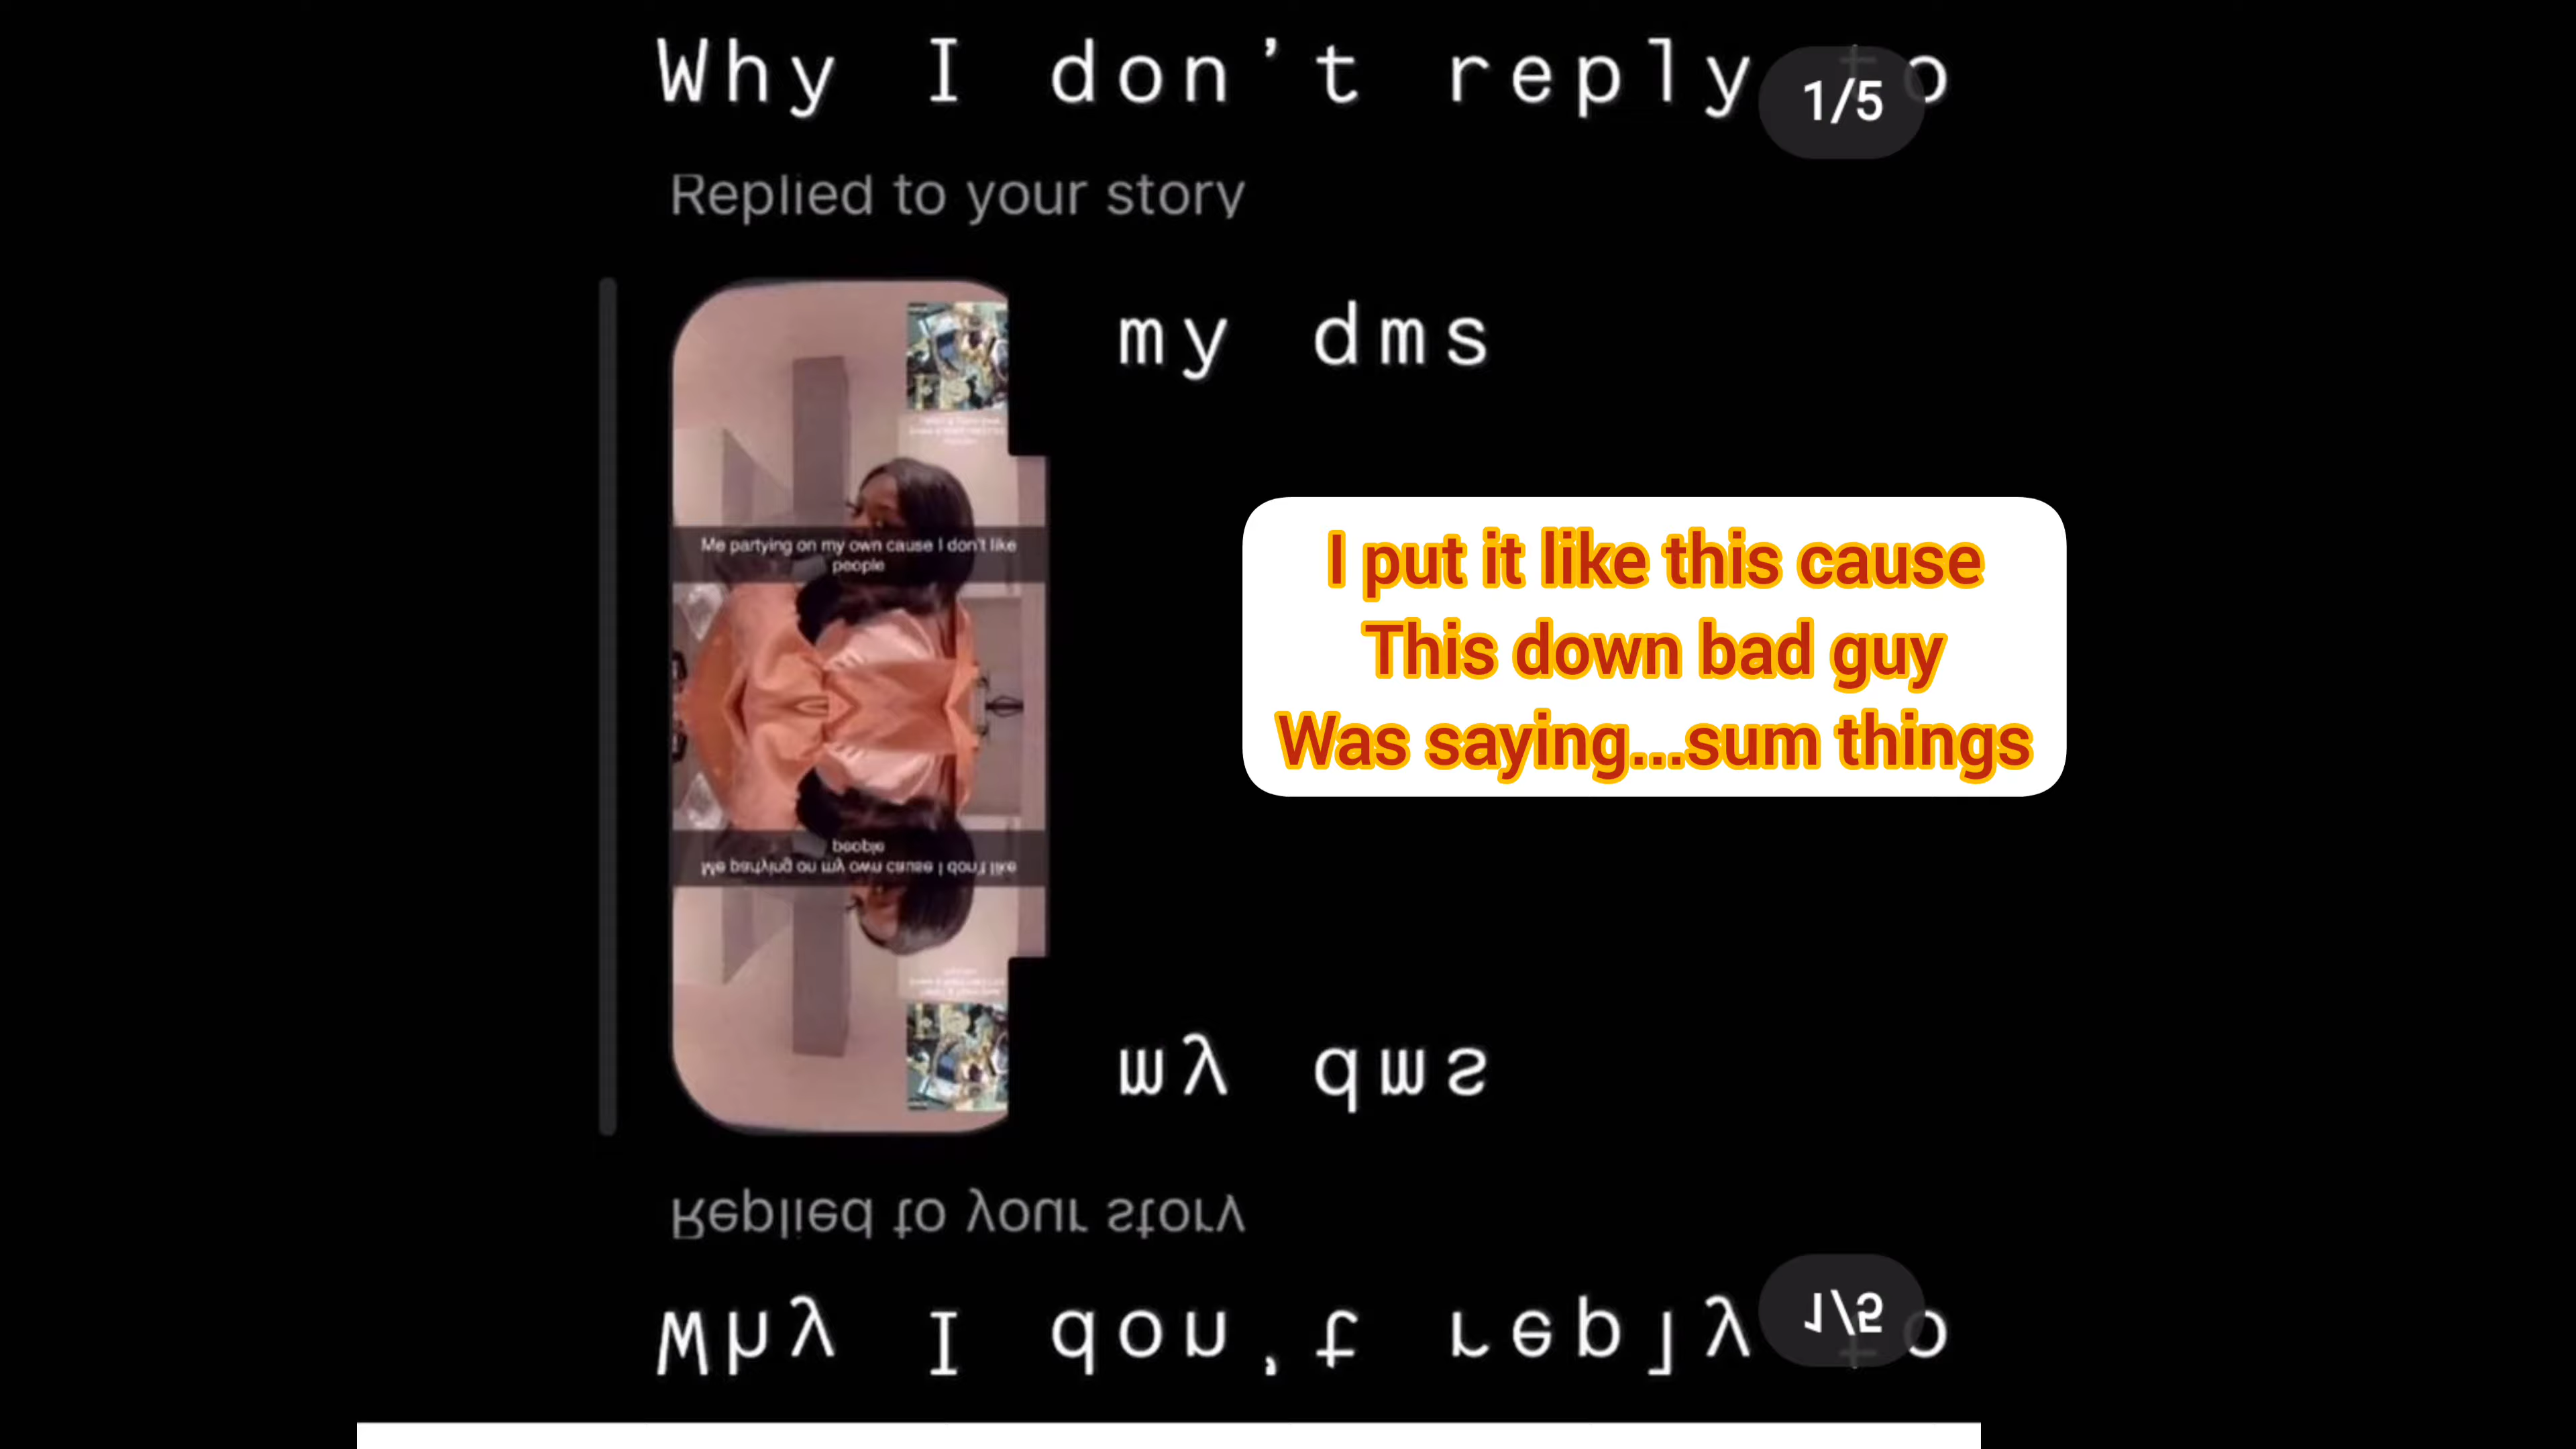 Why I don't reply to
1/5
Replied to your story
my dms
Me partying on my own cause I don't like
people
I put it like this cause
This down bad guy
Was saying...sum things
people
Me partying on my own cause I don't like
my dms
Replied to your story
Why I don't reply to
1/5